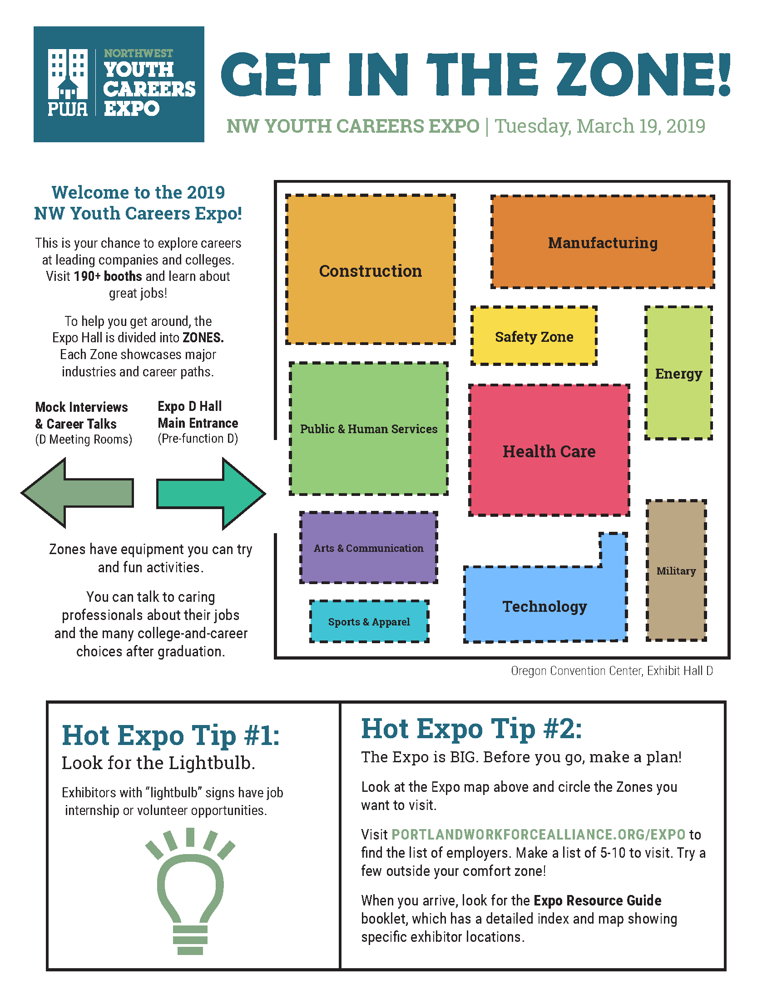 NORTHWEST
YOUTH
CAREERS
EXPO
PWA
GET IN THE ZONE!
NW YOUTH CAREERS EXPO | Tuesday, March 19, 2019
Welcome to the 2019
NW Youth Careers Expo!
This is your chance to explore careers
at leading companies and colleges.
Visit 190+ booths and learn about
great jobs!
To help you get around, the
Expo Hall is divided into ZONES.
Each Zone showcases major
industries and career paths.
Mock Interviews
& Career Talks
(D Meeting Rooms)
Expo D Hall
Main Entrance
(Pre-function D)
Zones have equipment you can try
and fun activities.
You can talk to caring
professionals about their jobs
and the many college-and-career
choices after graduation.
Construction
Manufacturing
Safety Zone
Energy
Public & Human Services
Health Care
Arts & Communication
Military
Sports & Apparel
Technology
Oregon Convention Center, Exhibit Hall D
Hot Expo Tip #1:
Look for the Lightbulb.
Exhibitors with “lightbulb” signs have job
internship or volunteer opportunities.
Hot Expo Tip #2:
The Expo is BIG. Before you go, make a plan!
Look at the Expo map above and circle the Zones you
want to visit.
Visit PORTLANDWORKFORCEALLIANCE.ORG/EXPO to
find the list of employers. Make a list of 5-10 to visit. Try a
few outside your comfort zone!
When you arrive, look for the Expo Resource Guide
booklet, which has a detailed index and map showing
specific exhibitor locations.